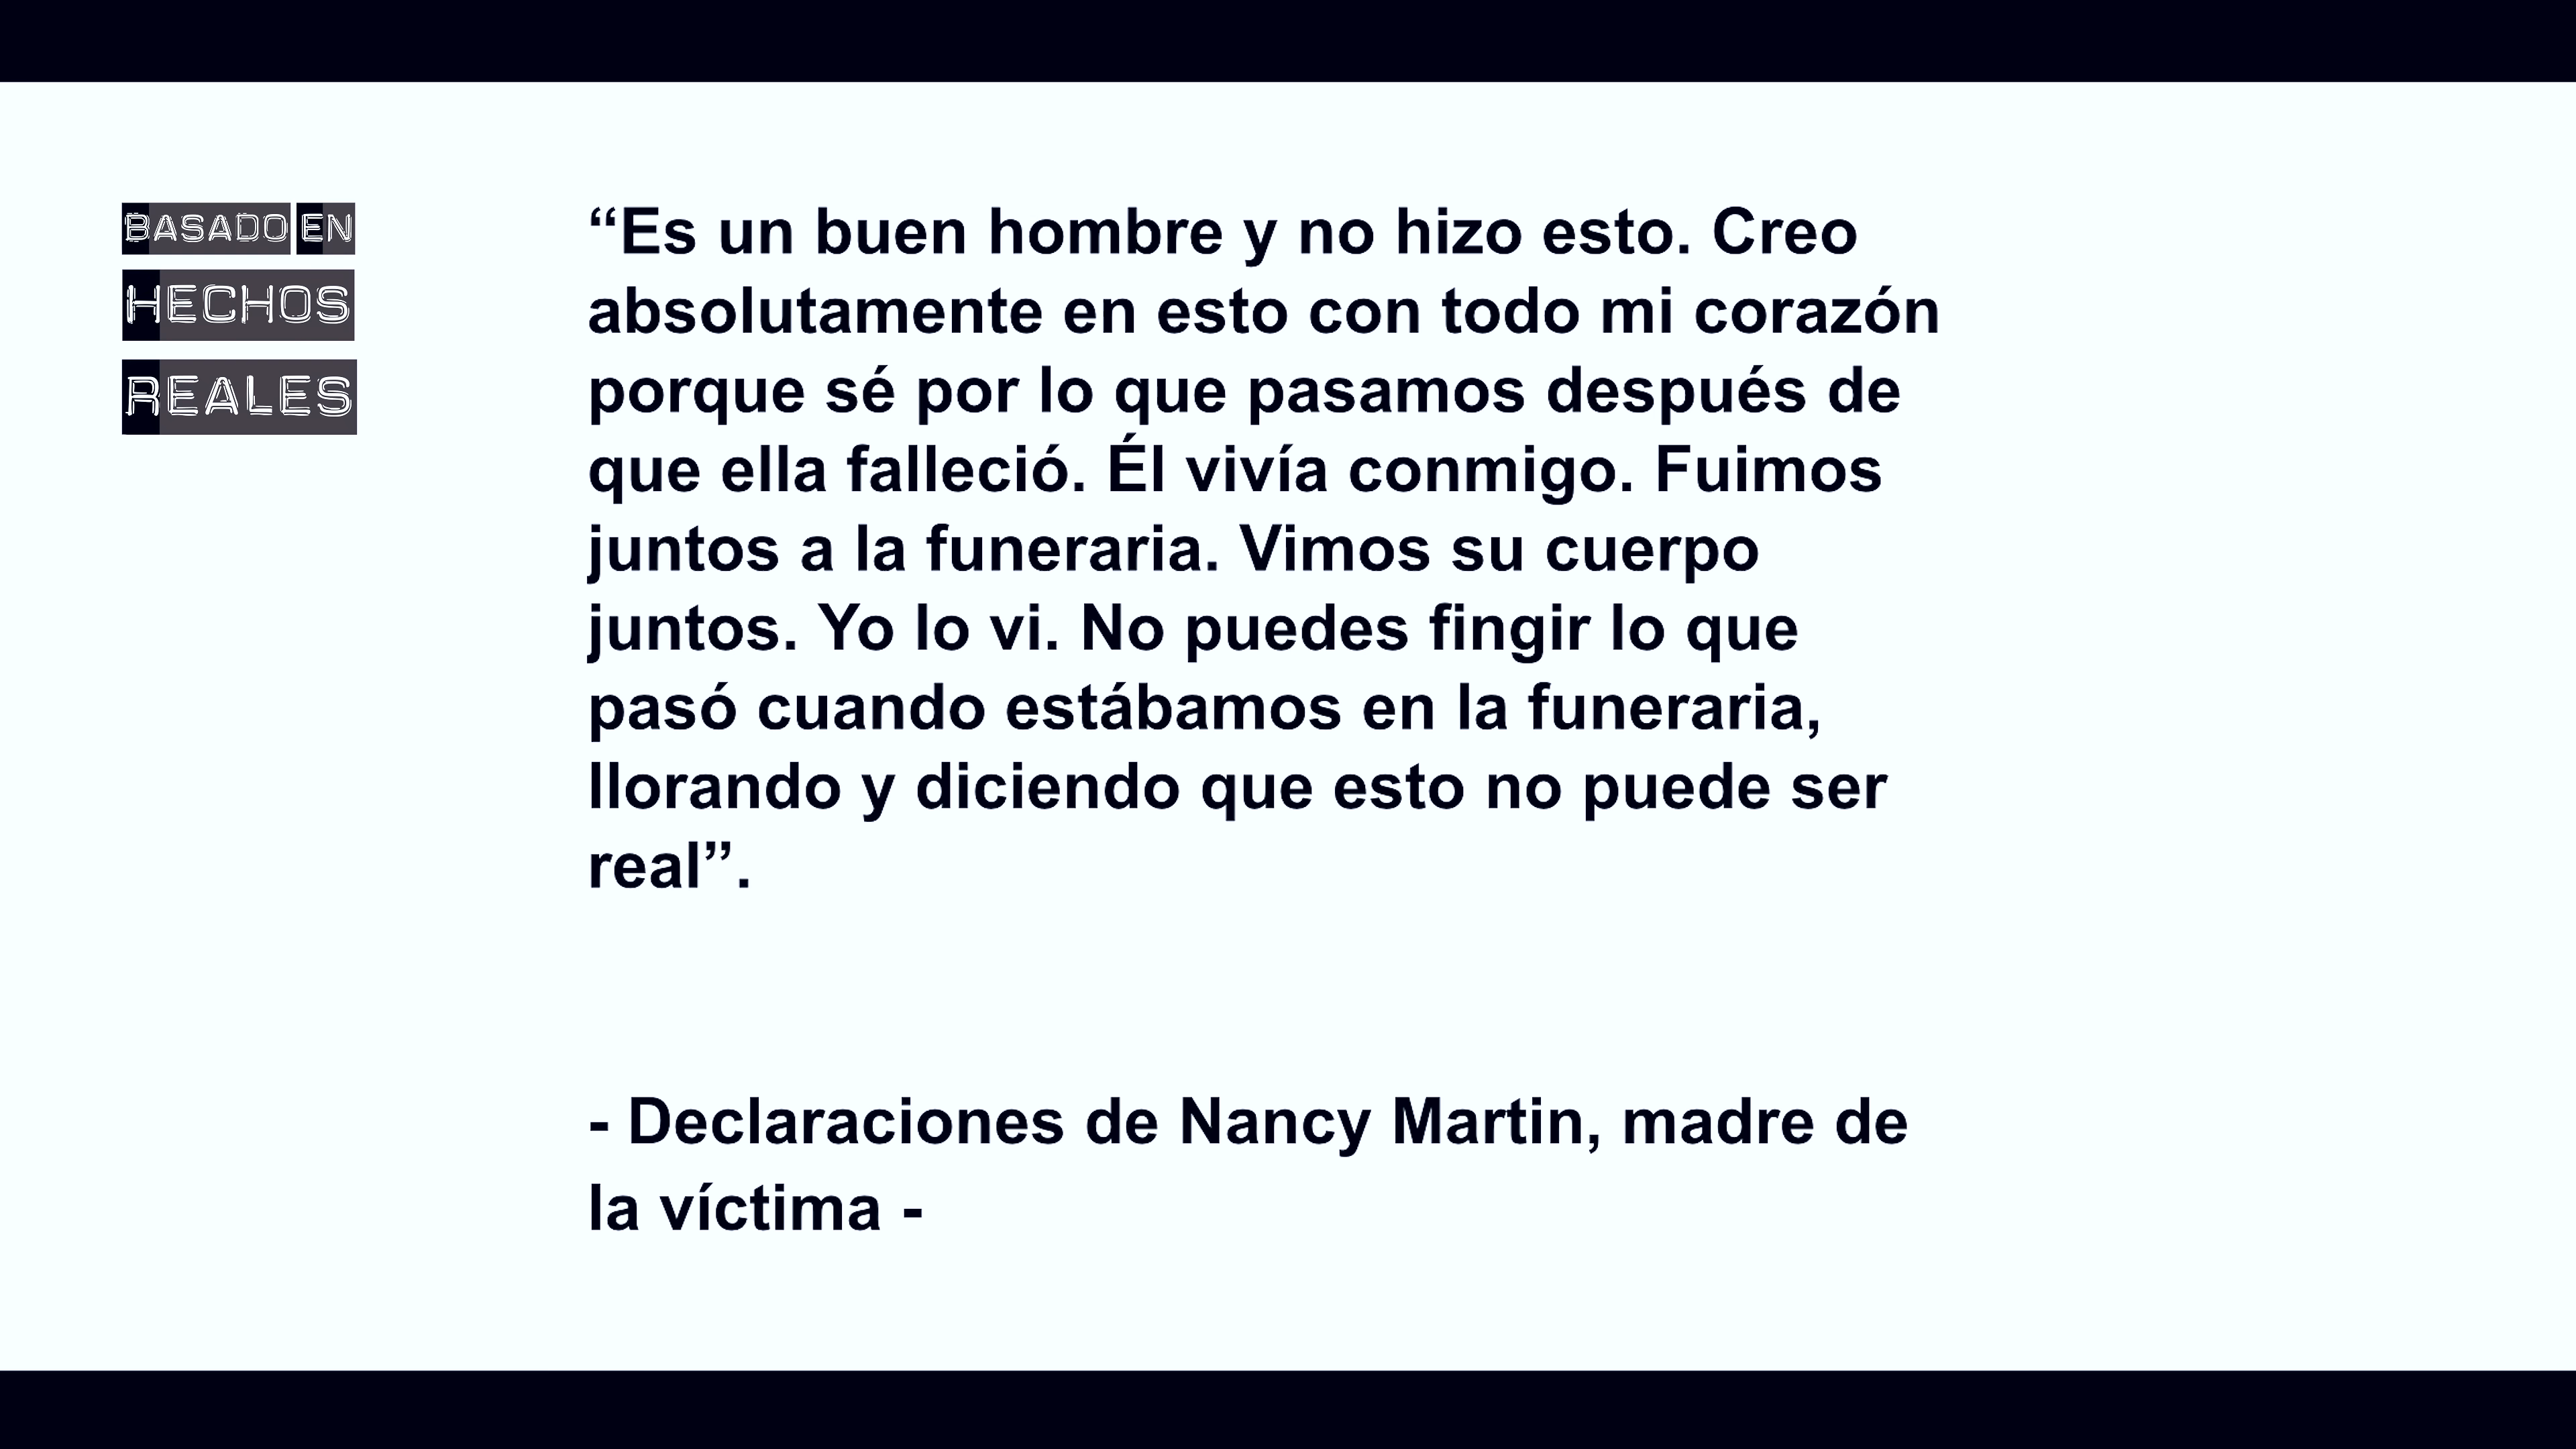 BASADO EN
HECHOS
REALES
“Es un buen hombre y no hizo esto. Creo
absolutamente en esto con todo mi corazón
porque sé por lo que pasamos después de
que ella falleció. Él vivía conmigo. Fuimos
juntos a la funeraria. Vimos su cuerpo
juntos. Yo lo vi. No puedes fingir lo que
pasó cuando estábamos en la funeraria,
llorando y diciendo que esto no puede ser
real”.
- Declaraciones de Nancy Martin, madre de
la víctima -